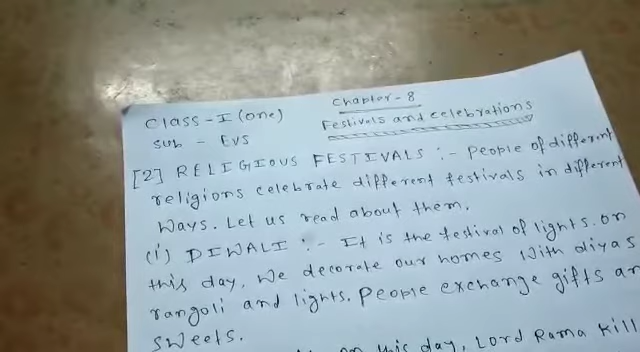 Class-I (one)
Chapter-8
Sub - EVS
Festivals and celebrations
[2] RELIGIOUS FESTIVALS :- People of different
religions celebrate different festivals in different
Ways. Let us read about them.
(i) DIWALI :- It is the festival of lights. on
this day, we decorate our homes with diyas
rangoli and lights. People exchange gifts an
sweets.
on this day, Lord Rama kill